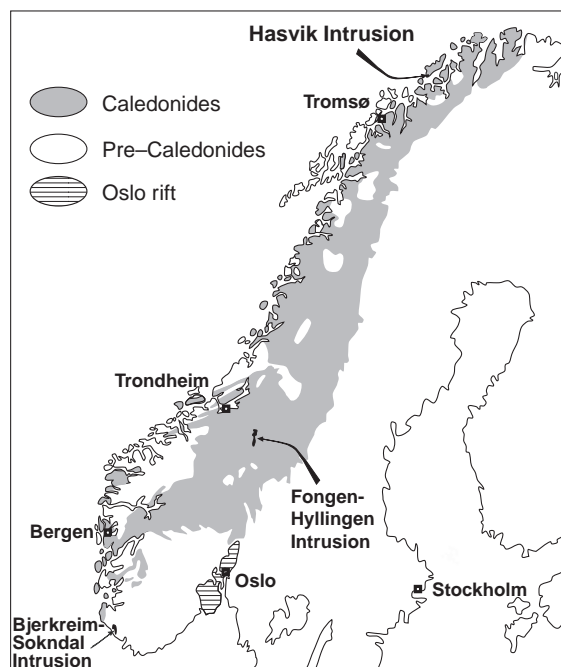 Hasvik Intrusion
Tromsø
Caledonides
Pre–Caledonides
Oslo rift
Trondheim
Fongen-
Hyllingen
Intrusion
Bergen
Oslo
Stockholm
Bjerkreim-
Sokndal
Intrusion